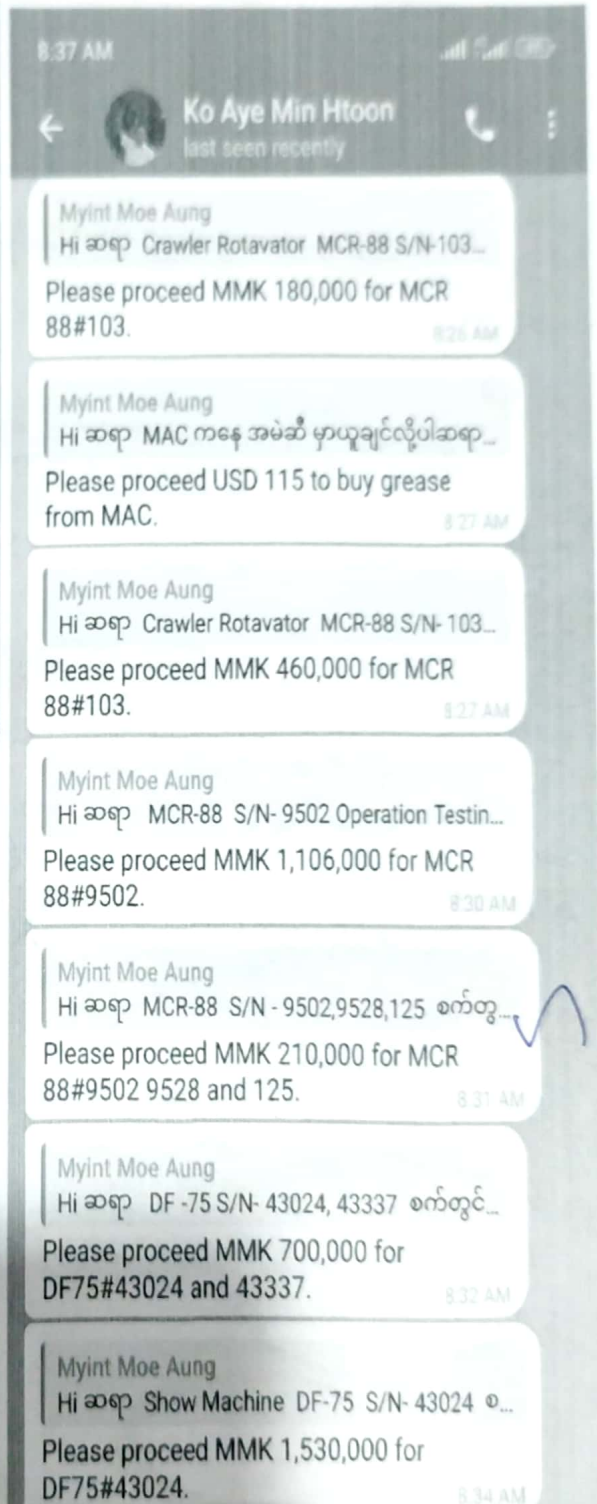 8:37 AM
Ko Aye Min Htoon
last seen recently
Myint Moe Aung
Hi ဆရာ Crawler Rotavator MCR-88 S/N-103...
Please proceed MMK 180,000 for MCR
88#103.
8:26 AM
Myint Moe Aung
Hi ဆရာ MAC ကနေ အမဲဆီ မှာယူချင်လို့ပါဆရာ...
Please proceed USD 115 to buy grease
from MAC.
8:27 AM
Myint Moe Aung
Hi ဆရာ Crawler Rotavator MCR-88 S/N- 103...
Please proceed MMK 460,000 for MCR
88#103.
8:27 AM
Myint Moe Aung
Hi ဆရာ MCR-88 S/N- 9502 Operation Testin...
Please proceed MMK 1,106,000 for MCR
88#9502.
8:30 AM
Myint Moe Aung
Hi ဆရာ MCR-88 S/N - 9502,9528,125 စက်တွ...
Please proceed MMK 210,000 for MCR
88#9502 9528 and 125.
8:31 AM
Myint Moe Aung
Hi ဆရာ DF -75 S/N- 43024, 43337 စက်တွင်...
Please proceed MMK 700,000 for
DF75#43024 and 43337.
8:32 AM
Myint Moe Aung
Hi ဆရာ Show Machine DF-75 S/N- 43024 စ...
Please proceed MMK 1,530,000 for
DF75#43024.
8:34 AM